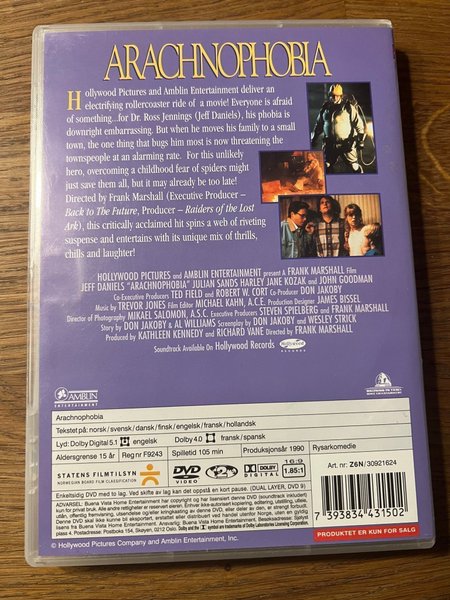 ARACHNOPHOBIA
Hollywood Pictures and Amblin Entertainment deliver an
electrifying rollercoaster ride of a movie! Everyone is afraid
of something...for Dr. Ross Jennings (Jeff Daniels), his phobia is
downright embarrassing. But when he moves his family to a small
town, the one thing that bugs him most is now threatening the
townspeople at an alarming rate. For this unlikely
hero, overcoming a childhood fear of spiders might
just save them all, but it may already be too late!
Directed by Frank Marshall (Executive Producer –
Back to The Future, Producer – Raiders of the Lost
Ark), this critically acclaimed hit spins a web of riveting
suspense and entertains with its unique mix of thrills,
chills and laughter!
HOLLYWOOD PICTURES and AMBLIN ENTERTAINMENT present A FRANK MARSHALL Film
JEFF DANIELS "ARACHNOPHOBIA" JULIAN SANDS HARLEY JANE KOZAK and JOHN GOODMAN
Co-Executive Producers TED FIELD and ROBERT W. CORT Co-Producer DON JAKOBY
Music by TREVOR JONES Film Editor MICHAEL KAHN, A.C.E. Production Designer JAMES BISSEL
Director of Photography MIKAEL SALOMON, A.S.C. Executive Producers STEVEN SPIELBERG and FRANK MARSHALL
Story by DON JAKOBY & AL WILLIAMS Screenplay by DON JAKOBY and WESLEY STRICK
Produced by KATHLEEN KENNEDY and RICHARD VANE Directed by FRANK MARSHALL
Soundtrack Available On Hollywood Records
AMBLIN
ENTERTAINMENT
Arachnophobia
Tekstet på: norsk / svensk / dansk / finsk / engelsk / fransk / hollandsk
Lyd: Dolby Digital 5.1 engelsk Dolby 4.0 fransk / spansk
Aldersgrense 15 år Reg nr F9243 Spilletid 105 min Produksjonsår 1990 Rysarkomedie
STATENS FILMTILSYN
DVD VIDEO
2
DOLBY DIGITAL
16:9
1.85:1
Art. nr: Z6N/30921624
Enkeltsidig DVD med to lag. Ved skifte av lag kan det oppstå en kort pause. (DUAL LAYER, DVD 9)
7 393834 431502
PRODUKTET ER KUN FOR SALG
© Hollywood Pictures Company and Amblin Entertainment, Inc.